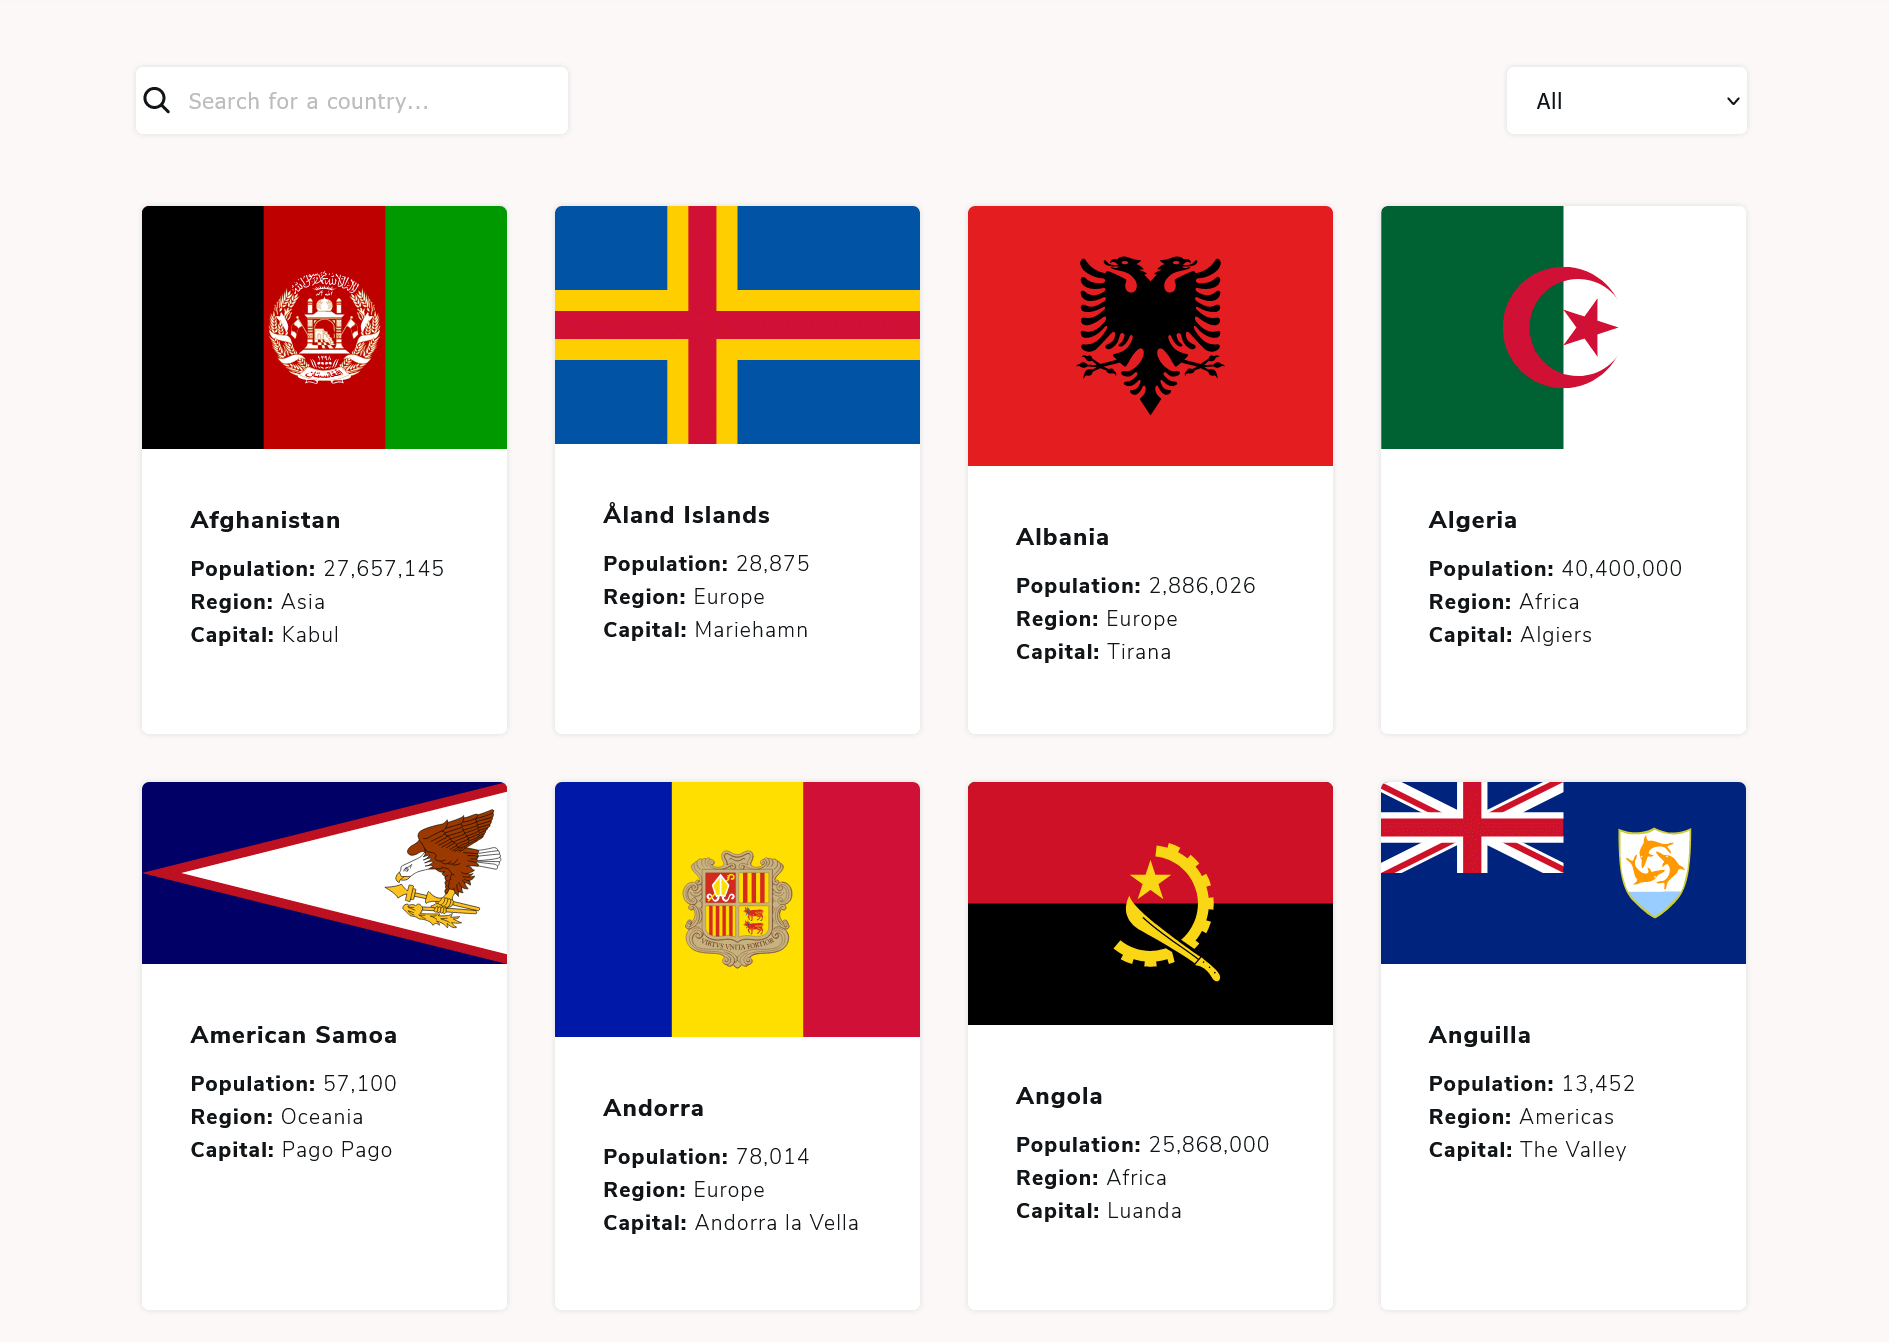 Search for a country...
All
Afghanistan
Population: 27,657,145
Region: Asia
Capital: Kabul
Åland Islands
Population: 28,875
Region: Europe
Capital: Mariehamn
Albania
Population: 2,886,026
Region: Europe
Capital: Tirana
Algeria
Population: 40,400,000
Region: Africa
Capital: Algiers
American Samoa
Population: 57,100
Region: Oceania
Capital: Pago Pago
VIRTVS VNITA FORTIOR
Andorra
Population: 78,014
Region: Europe
Capital: Andorra la Vella
Angola
Population: 25,868,000
Region: Africa
Capital: Luanda
Anguilla
Population: 13,452
Region: Americas
Capital: The Valley